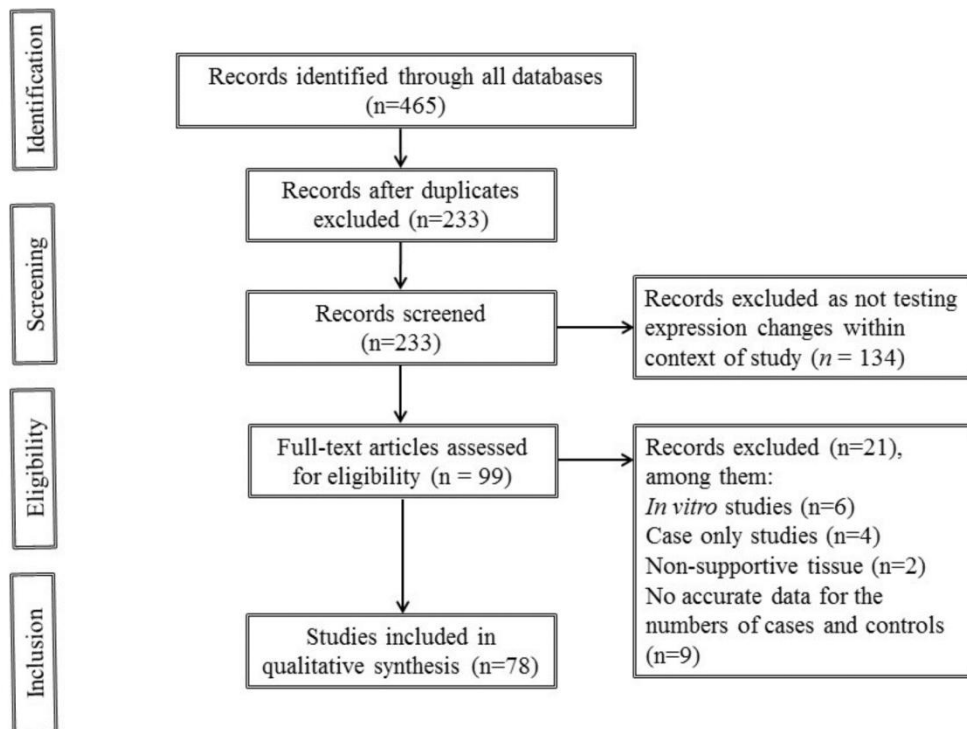 Identification
Records identified through all databases
(n=465)
Records after duplicates
excluded (n=233)
Screening
Records screened
(n=233)
Records excluded as not testing
expression changes within
context of study (n = 134)
Eligibility
Full-text articles assessed
for eligibility (n = 99)
Records excluded (n=21),
among them:
In vitro studies (n=6)
Case only studies (n=4)
Non-supportive tissue (n=2)
No accurate data for the
numbers of cases and controls
(n=9)
Inclusion
Studies included in
qualitative synthesis (n=78)